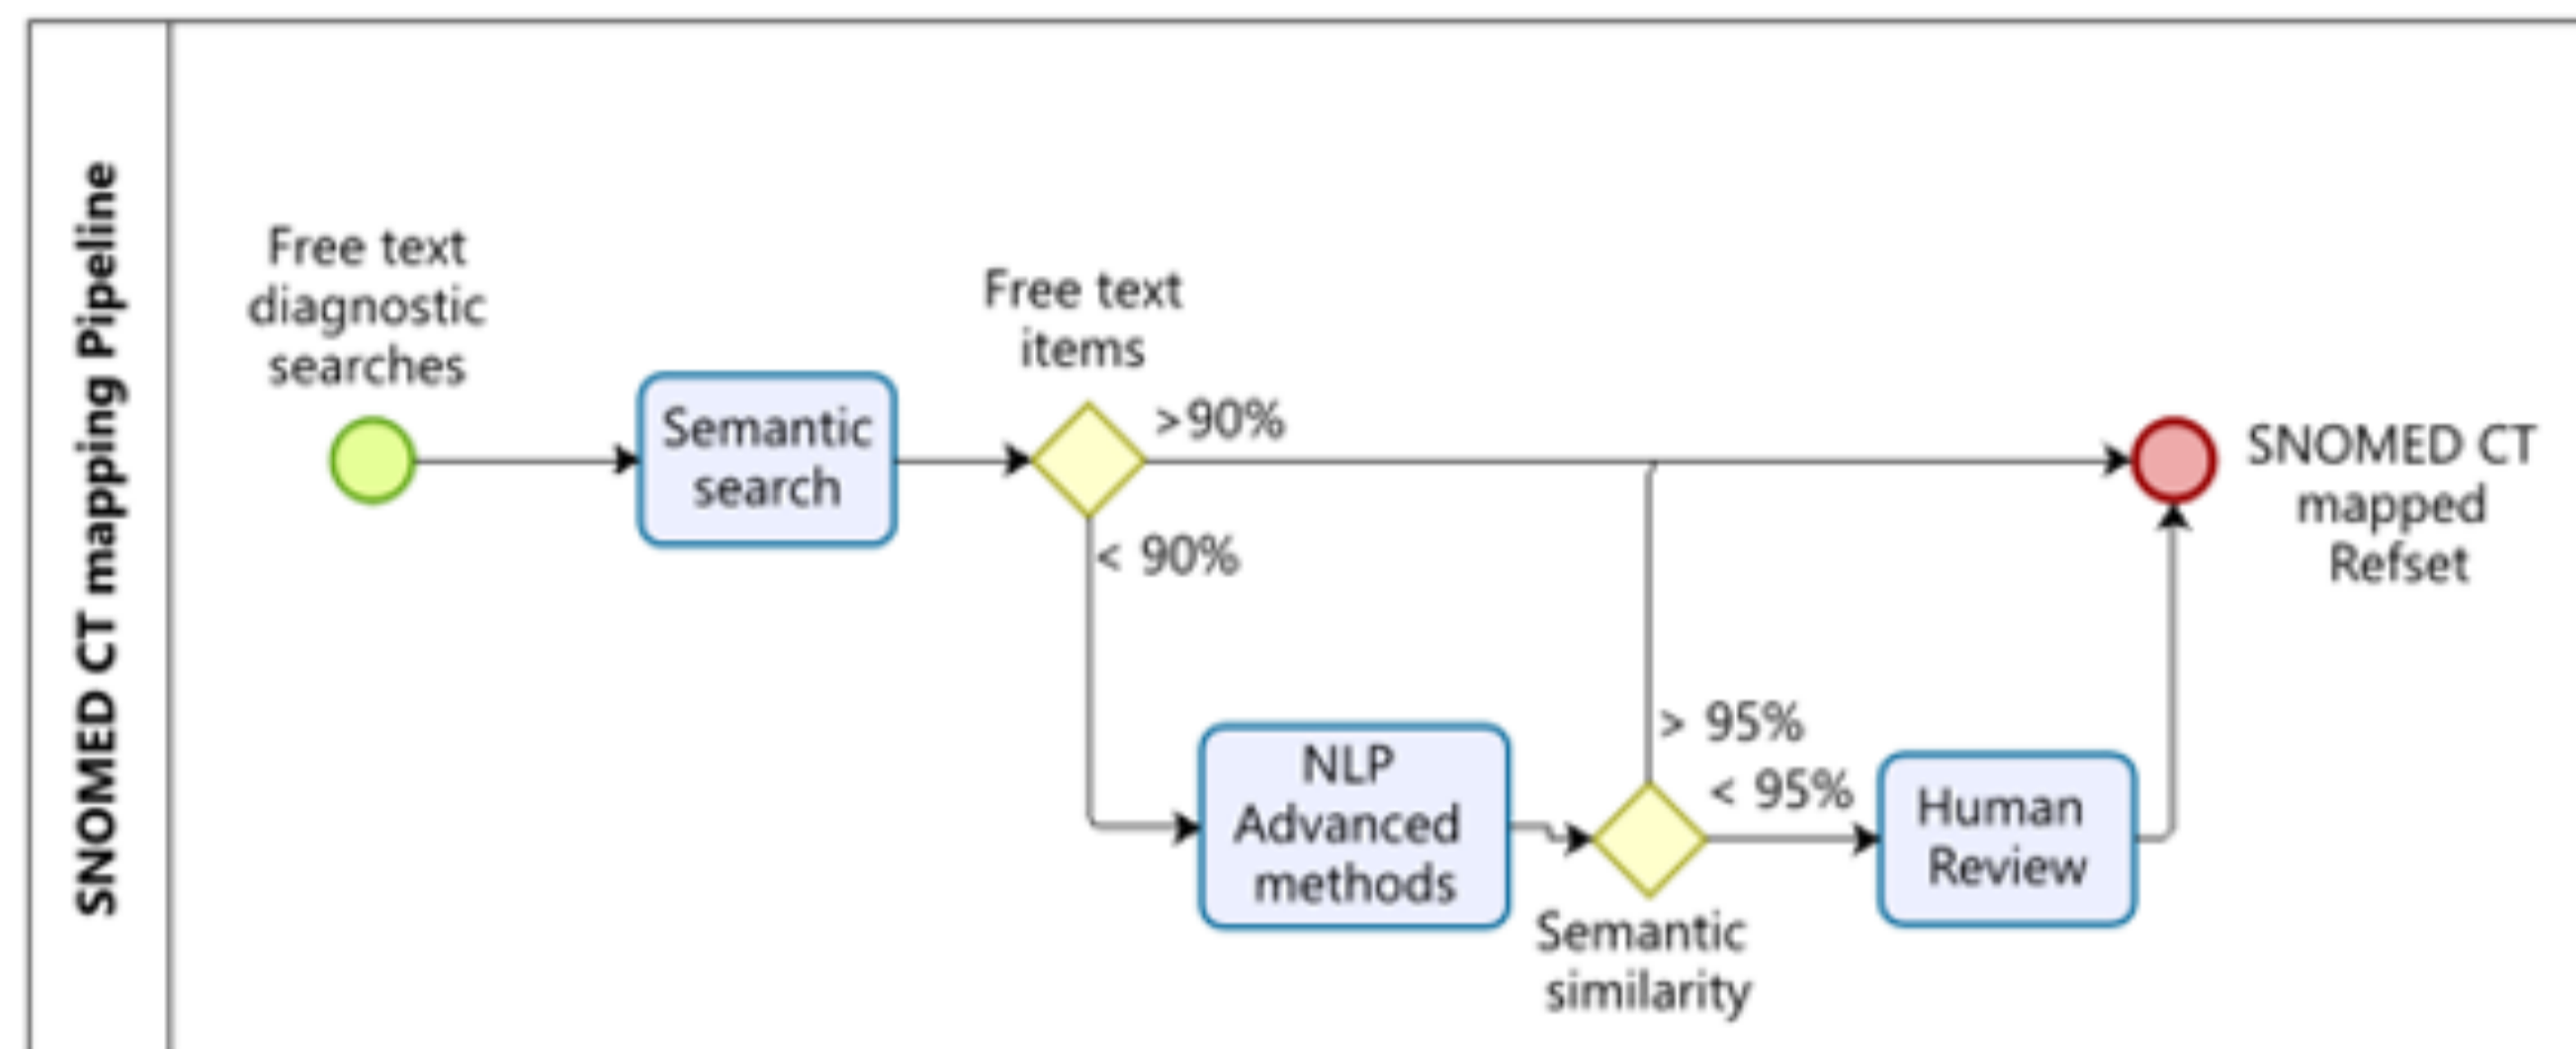 SNOMED CT mapping Pipeline
Free text
diagnostic
searches
Semantic
search
Free text
items
>90%
< 90%
SNOMED CT
mapped
Refset
NLP
Advanced
methods
> 95%
< 95%
Semantic
similarity
Human
Review